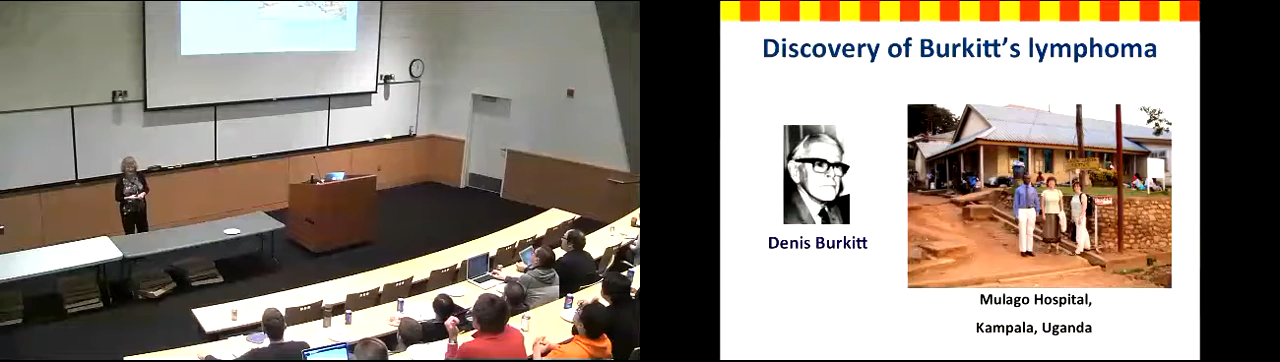 Discovery of Burkitt's lymphoma
Denis Burkitt
Mulago Hospital,
Kampala, Uganda